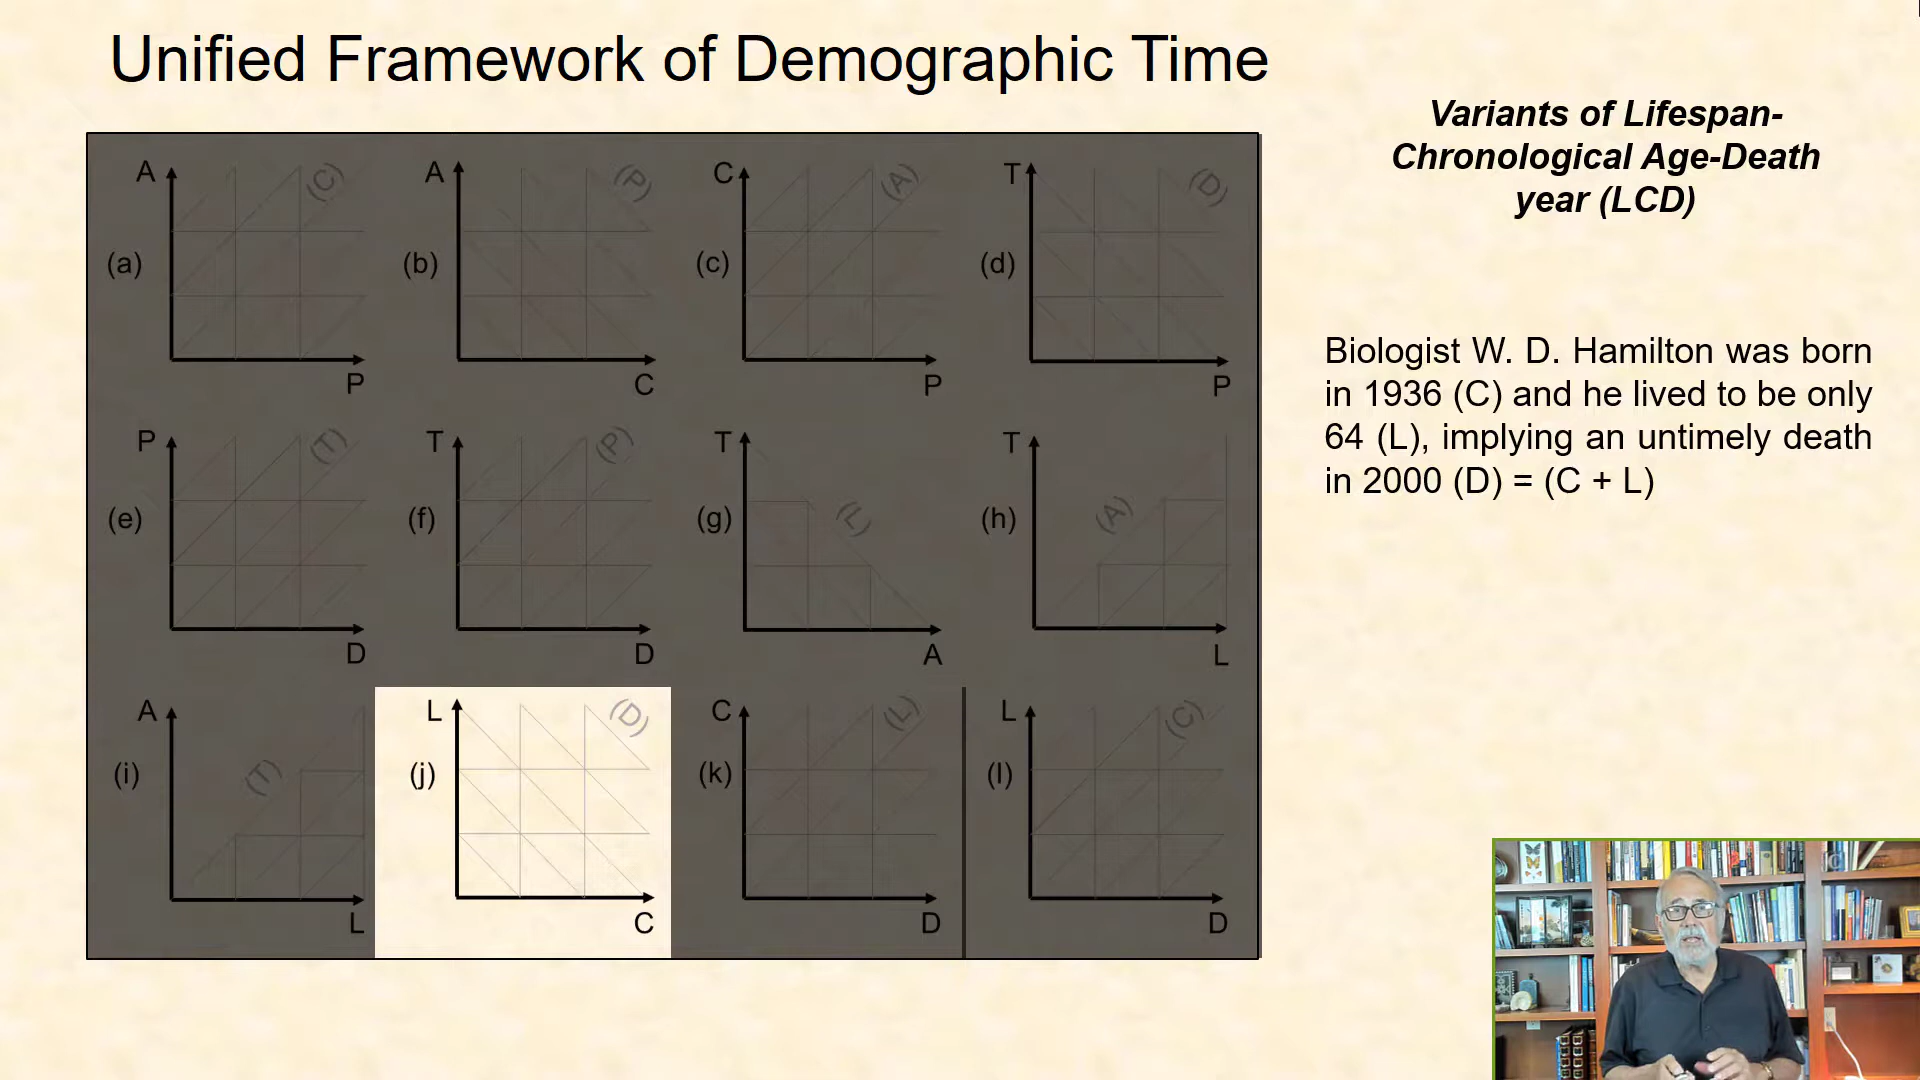 Unified Framework of Demographic Time
Variants of Lifespan-
Chronological Age-Death
year (LCD)
A (C) (a) P
A (P) (b) C
C (A) (c) P
T (D) (d) P
P (T) (e) D
T (P) (f) D
T (L) (g) A
T (A) (h) L
A (T) (i) L
L (D) (j) C
C (L) (k) D
L (C) (l) D
Biologist W. D. Hamilton was born
in 1936 (C) and he lived to be only
64 (L), implying an untimely death
in 2000 (D) = (C + L)